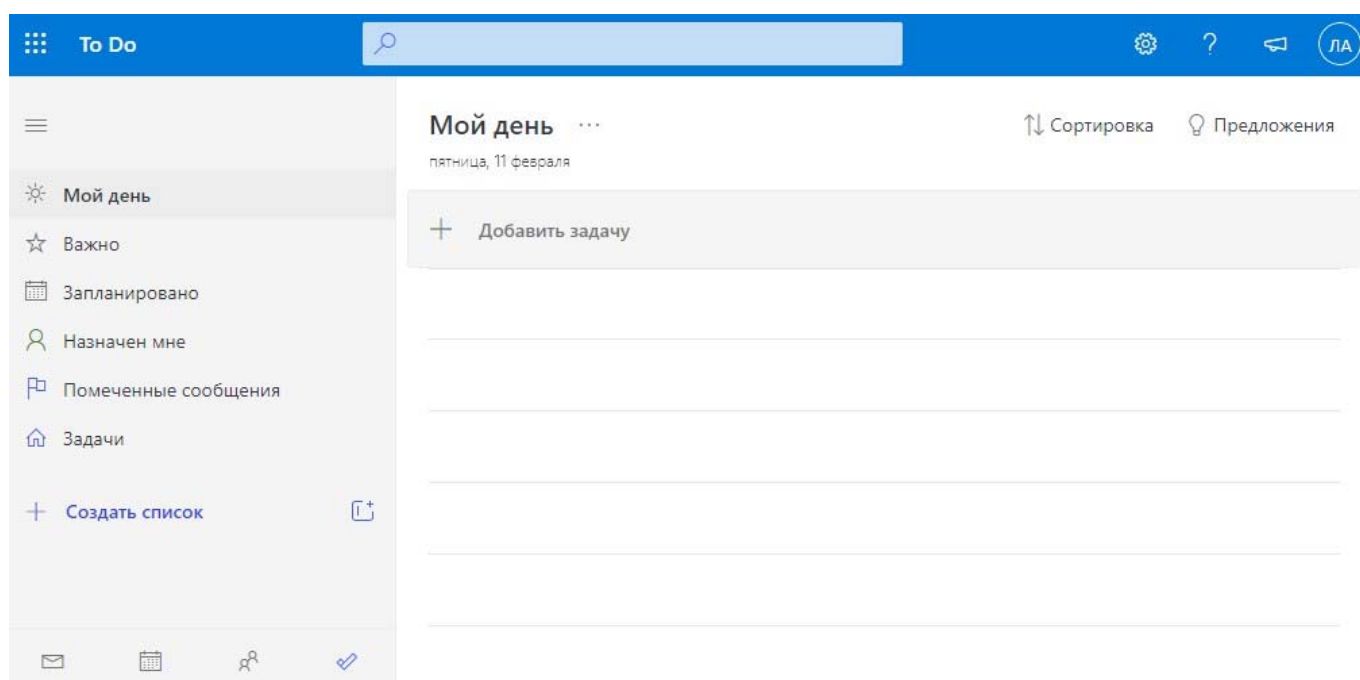 To Do
ЛА
Мой день
Важно
Запланировано
Назначен мне
Помеченные сообщения
Задачи
Создать список
Мой день
Сортировка
Предложения
пятница, 11 февраля
Добавить задачу